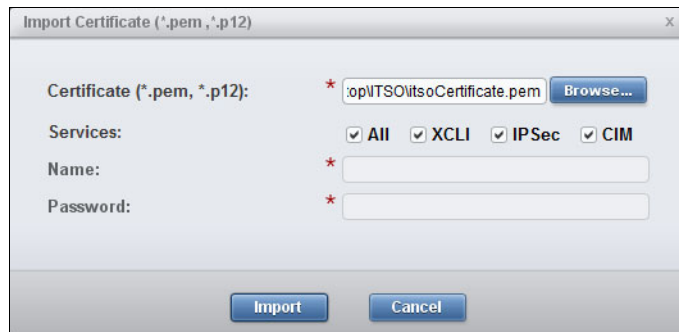 Import Certificate (*.pem ,*.p12) x
Certificate (*.pem, *.p12): * :op\ITSO\itsoCertificate.pem Browse...
Services: All XCLI IPSec CIM
Name: *
Password: *
Import Cancel